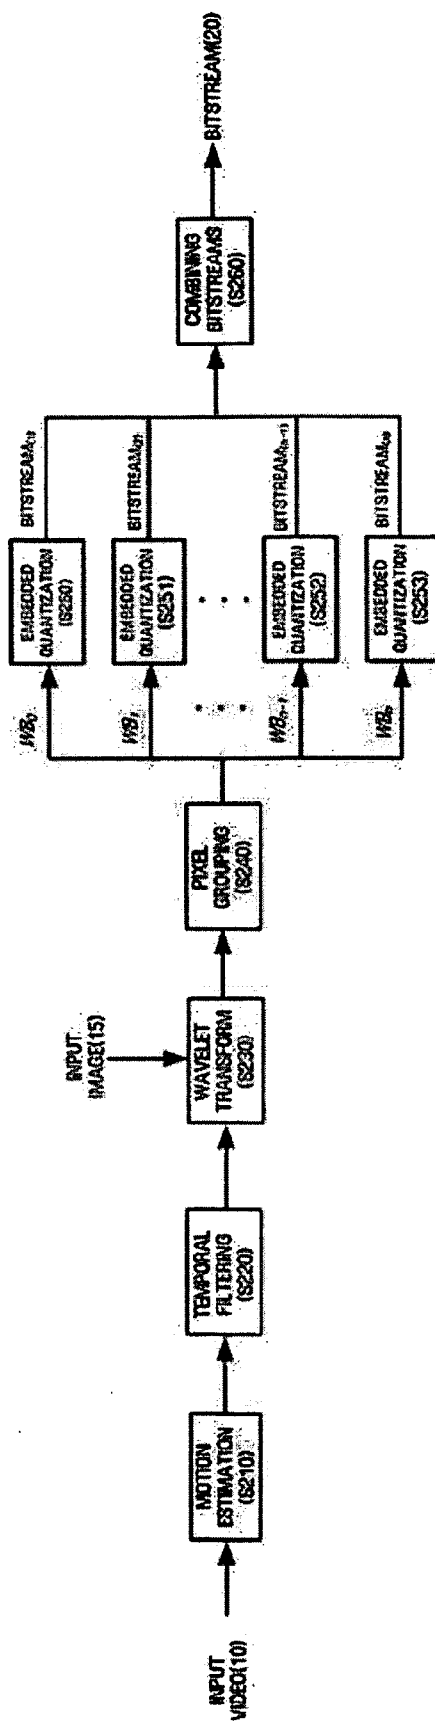 INPUT
VIDEO(10)
MOTION
ESTIMATION
(S210)
TEMPORAL
FILTERING
(S220)
INPUT
IMAGE(15)
WAVELET
TRANSFORM
(S230)
PIXEL
GROUPING
(S240)
WB0
EMBEDDED
QUANTIZATION
(S250)
BITSTREAM(1)
WB1
EMBEDDED
QUANTIZATION
(S251)
BITSTREAM(2)
WBn-1
EMBEDDED
QUANTIZATION
(S252)
BITSTREAM(n-1)
WBn
EMBEDDED
QUANTIZATION
(S253)
BITSTREAM(n)
COMBINING
BITSTREAMS
(S260)
BITSTREAM(20)